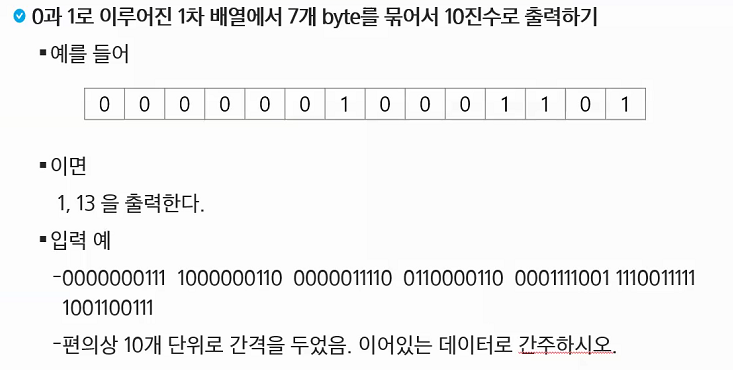 0과 1로 이루어진 1차 배열에서 7개 byte를 묶어서 10진수로 출력하기
▪예를 들어
0 0 0 0 0 0 1 0 0 0 1 1 0 1
▪이면
1, 13 을 출력한다.
▪입력 예
-0000000111 1000000110 0000011110 0110000110 0001111001 1110011111
1001100111
-편의상 10개 단위로 간격을 두었음. 이어있는 데이터로 간주하시오.